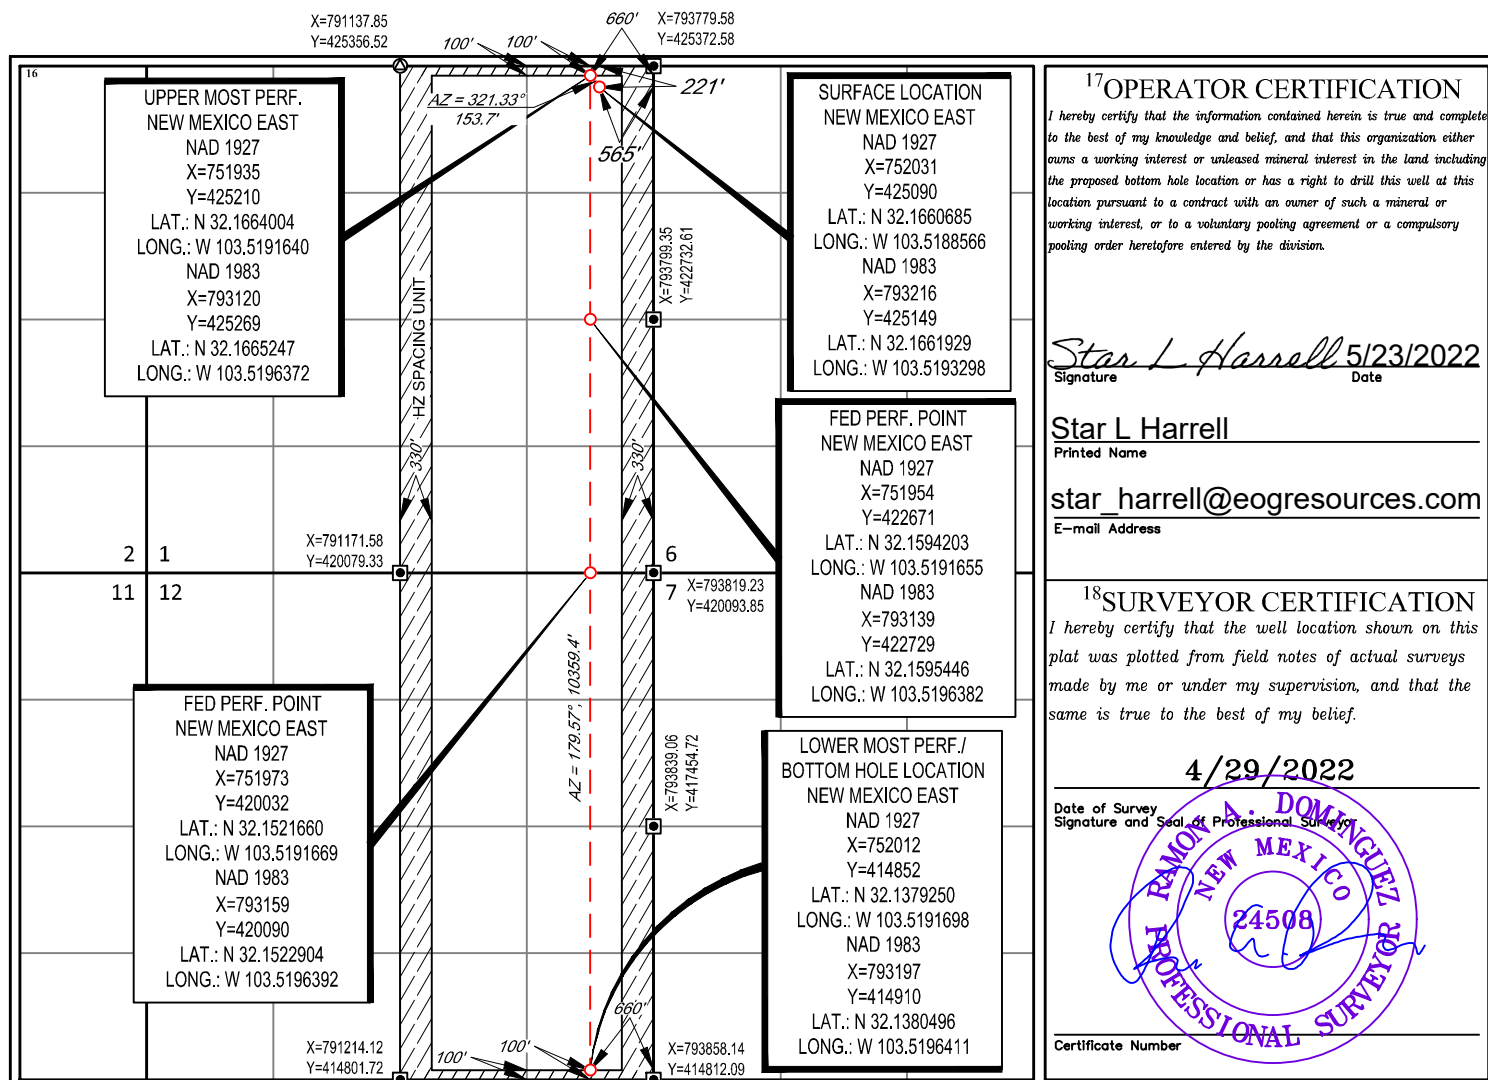 X=791137.85
Y=425356.52
100'
100'
660'
X=793779.58
Y=425372.58
16
AZ = 321.33°
153.7'
221'
565'
UPPER MOST PERF.
NEW MEXICO EAST
NAD 1927
X=751935
Y=425210
LAT.: N 32.1664004
LONG.: W 103.5191640
NAD 1983
X=793120
Y=425269
LAT.: N 32.1665247
LONG.: W 103.5196372
SURFACE LOCATION
NEW MEXICO EAST
NAD 1927
X=752031
Y=425090
LAT.: N 32.1660685
LONG.: W 103.5188566
NAD 1983
X=793216
Y=425149
LAT.: N 32.1661929
LONG.: W 103.5193298
X=793799.35
Y=422732.61
HZ SPACING UNIT
330'
330'
FED PERF. POINT
NEW MEXICO EAST
NAD 1927
X=751954
Y=422671
LAT.: N 32.1594203
LONG.: W 103.5191655
NAD 1983
X=793139
Y=422729
LAT.: N 32.1595446
LONG.: W 103.5196382
2 1
11 12
X=791171.58
Y=420079.33
6
7
X=793819.23
Y=420093.85
AZ = 179.57°, 10359.4'
FED PERF. POINT
NEW MEXICO EAST
NAD 1927
X=751973
Y=420032
LAT.: N 32.1521660
LONG.: W 103.5191669
NAD 1983
X=793159
Y=420090
LAT.: N 32.1522904
LONG.: W 103.5196392
X=793839.06
Y=417454.72
LOWER MOST PERF./
BOTTOM HOLE LOCATION
NEW MEXICO EAST
NAD 1927
X=752012
Y=414852
LAT.: N 32.1379250
LONG.: W 103.5191698
NAD 1983
X=793197
Y=414910
LAT.: N 32.1380496
LONG.: W 103.5196411
X=791214.12
Y=414801.72
100'
100'
660'
X=793858.14
Y=414812.09
17OPERATOR CERTIFICATION
I hereby certify that the information contained herein is true and complete
to the best of my knowledge and belief, and that this organization either
owns a working interest or unleased mineral interest in the land including
the proposed bottom hole location or has a right to drill this well at this
location pursuant to a contract with an owner of such a mineral or
working interest, or to a voluntary pooling agreement or a compulsory
pooling order heretofore entered by the division.
Star L Harrell 5/23/2022
Signature Date
Star L Harrell
Printed Name
star_harrell@eogresources.com
E-mail Address
18SURVEYOR CERTIFICATION
I hereby certify that the well location shown on this
plat was plotted from field notes of actual surveys
made by me or under my supervision, and that the
same is true to the best of my belief.
4/29/2022
Date of Survey
Signature and Seal of Professional Surveyor
RAMON A. DOMINGUEZ
NEW MEXICO
24508
PROFESSIONAL SURVEYOR
Certificate Number